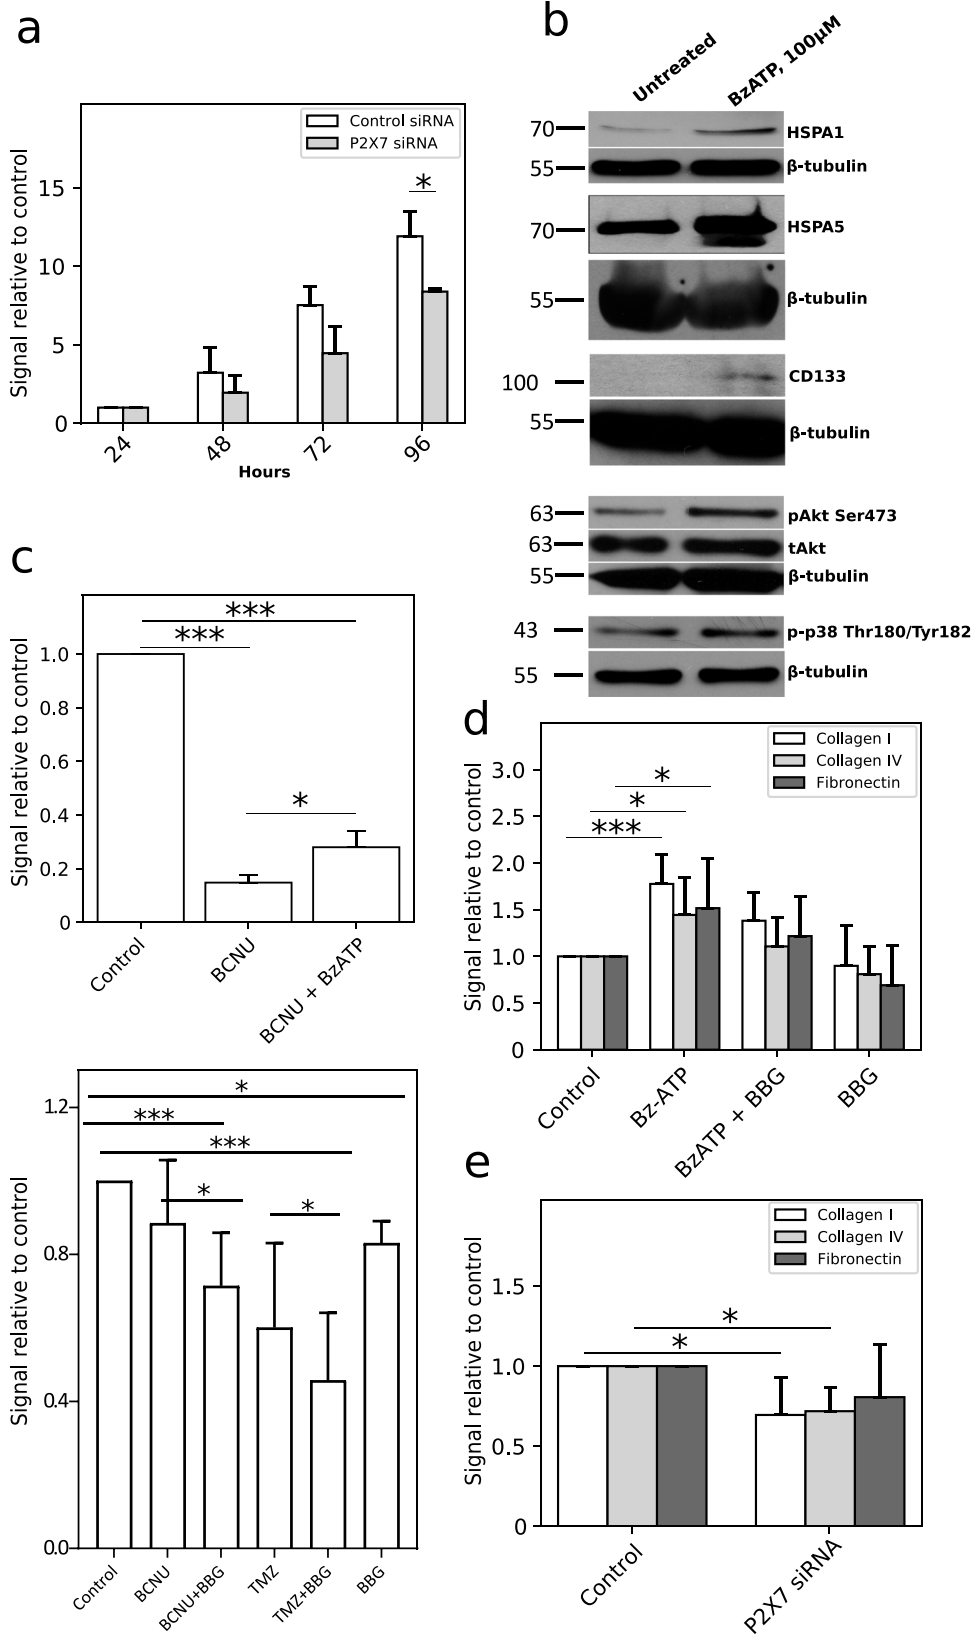 a
Signal relative to control
Control siRNA
P2X7 siRNA
15
10
5
0
*
24
48
72
96
Hours
b
Untreated
BzATP, 100μM
70
HSPA1
55
β-tubulin
70
HSPA5
55
β-tubulin
100
CD133
55
β-tubulin
63
pAkt Ser473
63
tAkt
55
β-tubulin
43
p-p38 Thr180/Tyr182
55
β-tubulin
c
Signal relative to control
1.0
0.8
0.6
0.4
0.2
0
***
***
*
Control
BCNU
BCNU + BzATP
Signal relative to control
1.2
0.8
0.4
0.0
*
***
***
*
*
Control
BCNU
BCNU+BBG
TMZ
TMZ+BBG
BBG
d
Signal relative to control
Collagen I
Collagen IV
Fibronectin
3.0
2.5
2.0
1.5
1.0
0.5
0
*
*
***
Control
Bz-ATP
BzATP + BBG
BBG
e
Signal relative to control
Collagen I
Collagen IV
Fibronectin
1.5
1.0
0.5
0
*
*
Control
P2X7 siRNA